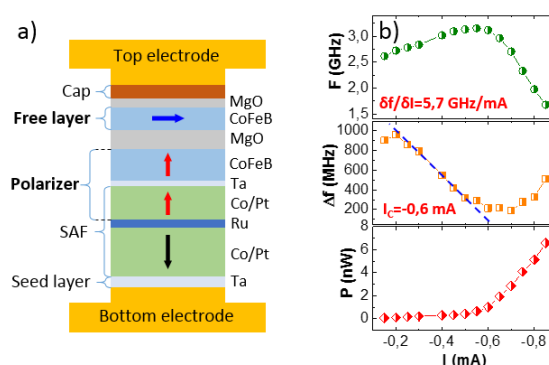 a)
Top electrode
Cap
MgO
Free layer
CoFeB
MgO
CoFeB
Polarizer
Ta
Co/Pt
Ru
SAF
Co/Pt
Seed layer
Ta
Bottom electrode
b)
F (GHz)
3,0
2,5
2,0
1,5
δf/δI=5,7 GHz/mA
Δf (MHz)
1000
800
600
400
200
I_C=-0,6 mA
P (nW)
6
4
2
0
-0,2 -0,4 -0,6 -0,8
I (mA)